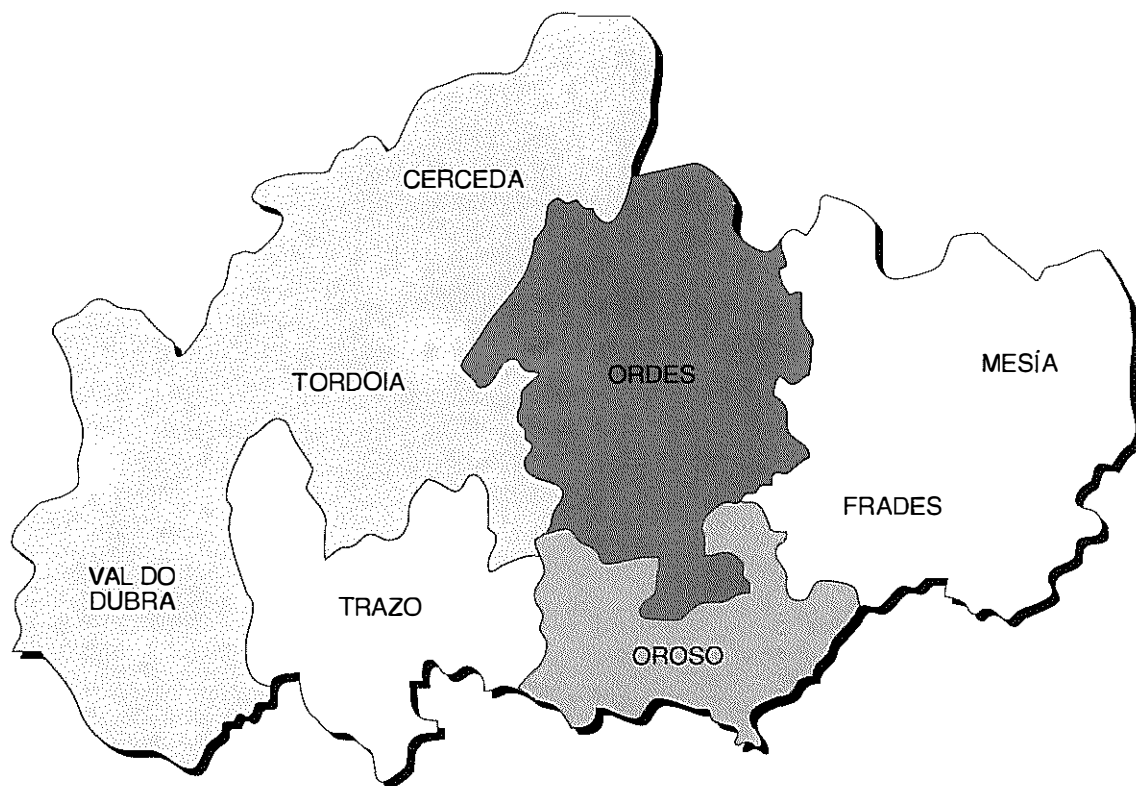 CERCEDA
TORDOIA
ORDES
MESÍA
FRADES
VAL DO
DUBRA
TRAZO
OROSO